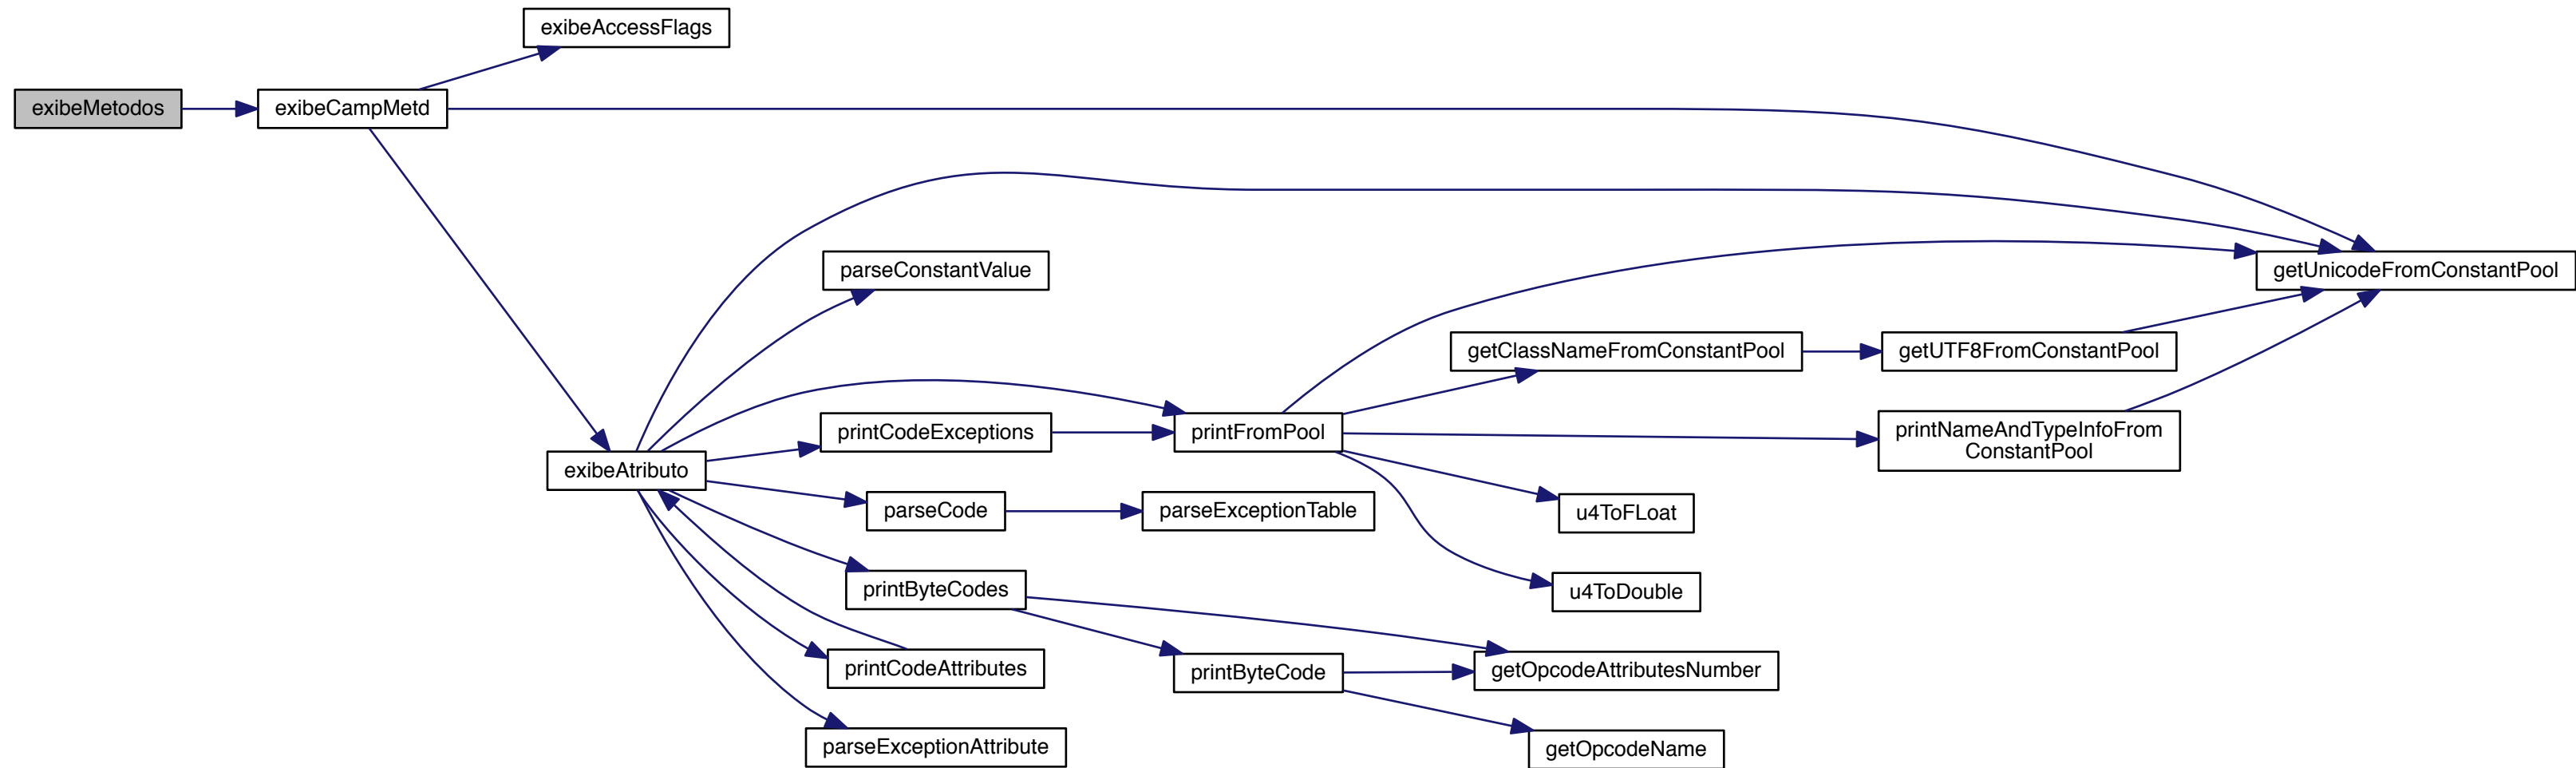 exibeAccessFlags
exibeMetodos
exibeCampMetd
parseConstantValue
getUnicodeFromConstantPool
getClassNameFromConstantPool
getUTF8FromConstantPool
printCodeExceptions
printFromPool
printNameAndTypeInfoFrom
ConstantPool
exibeAtributo
parseCode
parseExceptionTable
u4ToFLoat
printByteCodes
u4ToDouble
printCodeAttributes
printByteCode
getOpcodeAttributesNumber
parseExceptionAttribute
getOpcodeName